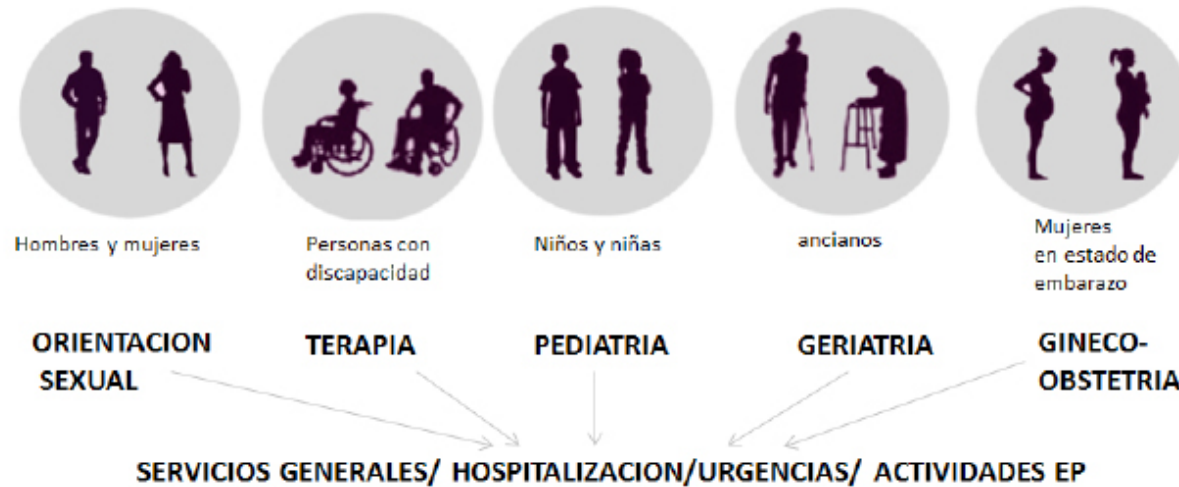 Hombres y mujeres
Personas con
discapacidad
Niños y niñas
ancianos
Mujeres
en estado de
embarazo
ORIENTACION
SEXUAL
TERAPIA
PEDIATRIA
GERIATRIA
GINECO-
OBSTETRIA
SERVICIOS GENERALES/ HOSPITALIZACION/URGENCIAS/ ACTIVIDADES EP